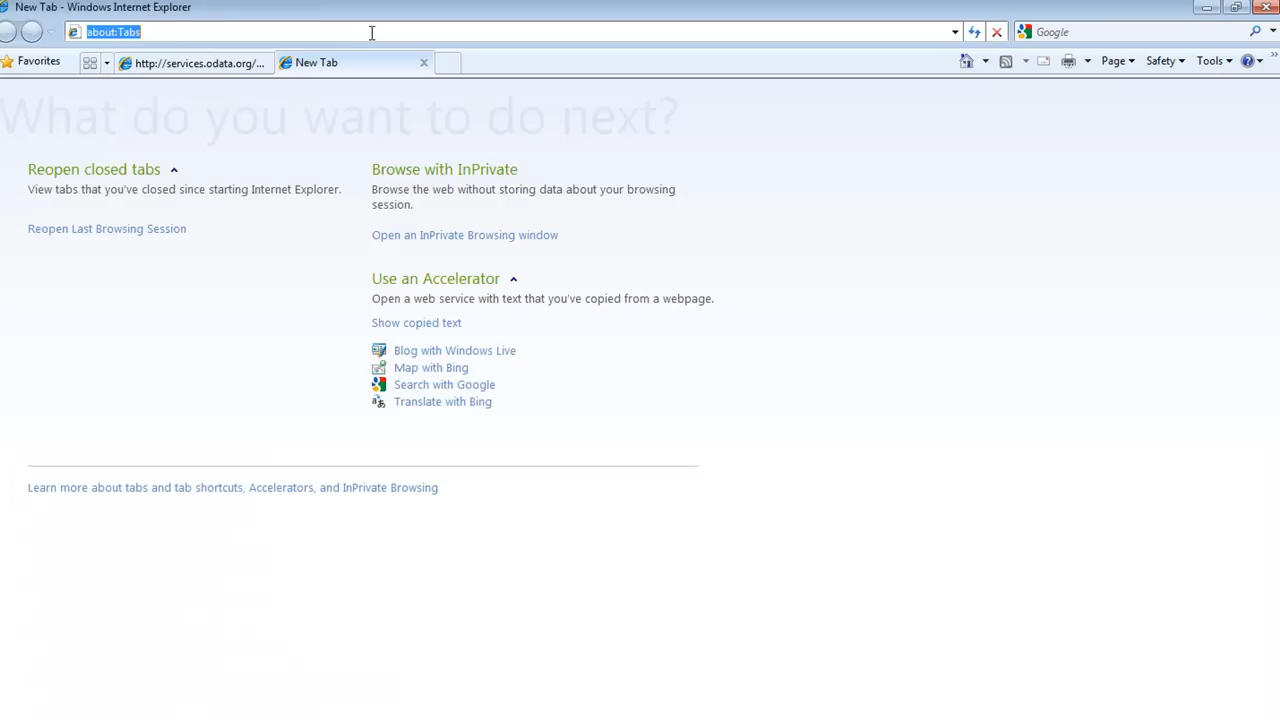 New Tab - Windows Internet Explorer
about:Tabs
Google
Favorites
http://services.odata.org/...
New Tab
Page
Safety
Tools
What do you want to do next?
Reopen closed tabs
View tabs that you've closed since starting Internet Explorer.
Reopen Last Browsing Session
Browse with InPrivate
Browse the web without storing data about your browsing
session.
Open an InPrivate Browsing window
Use an Accelerator
Open a web service with text that you've copied from a webpage.
Show copied text
Blog with Windows Live
Map with Bing
Search with Google
Translate with Bing
Learn more about tabs and tab shortcuts, Accelerators, and InPrivate Browsing